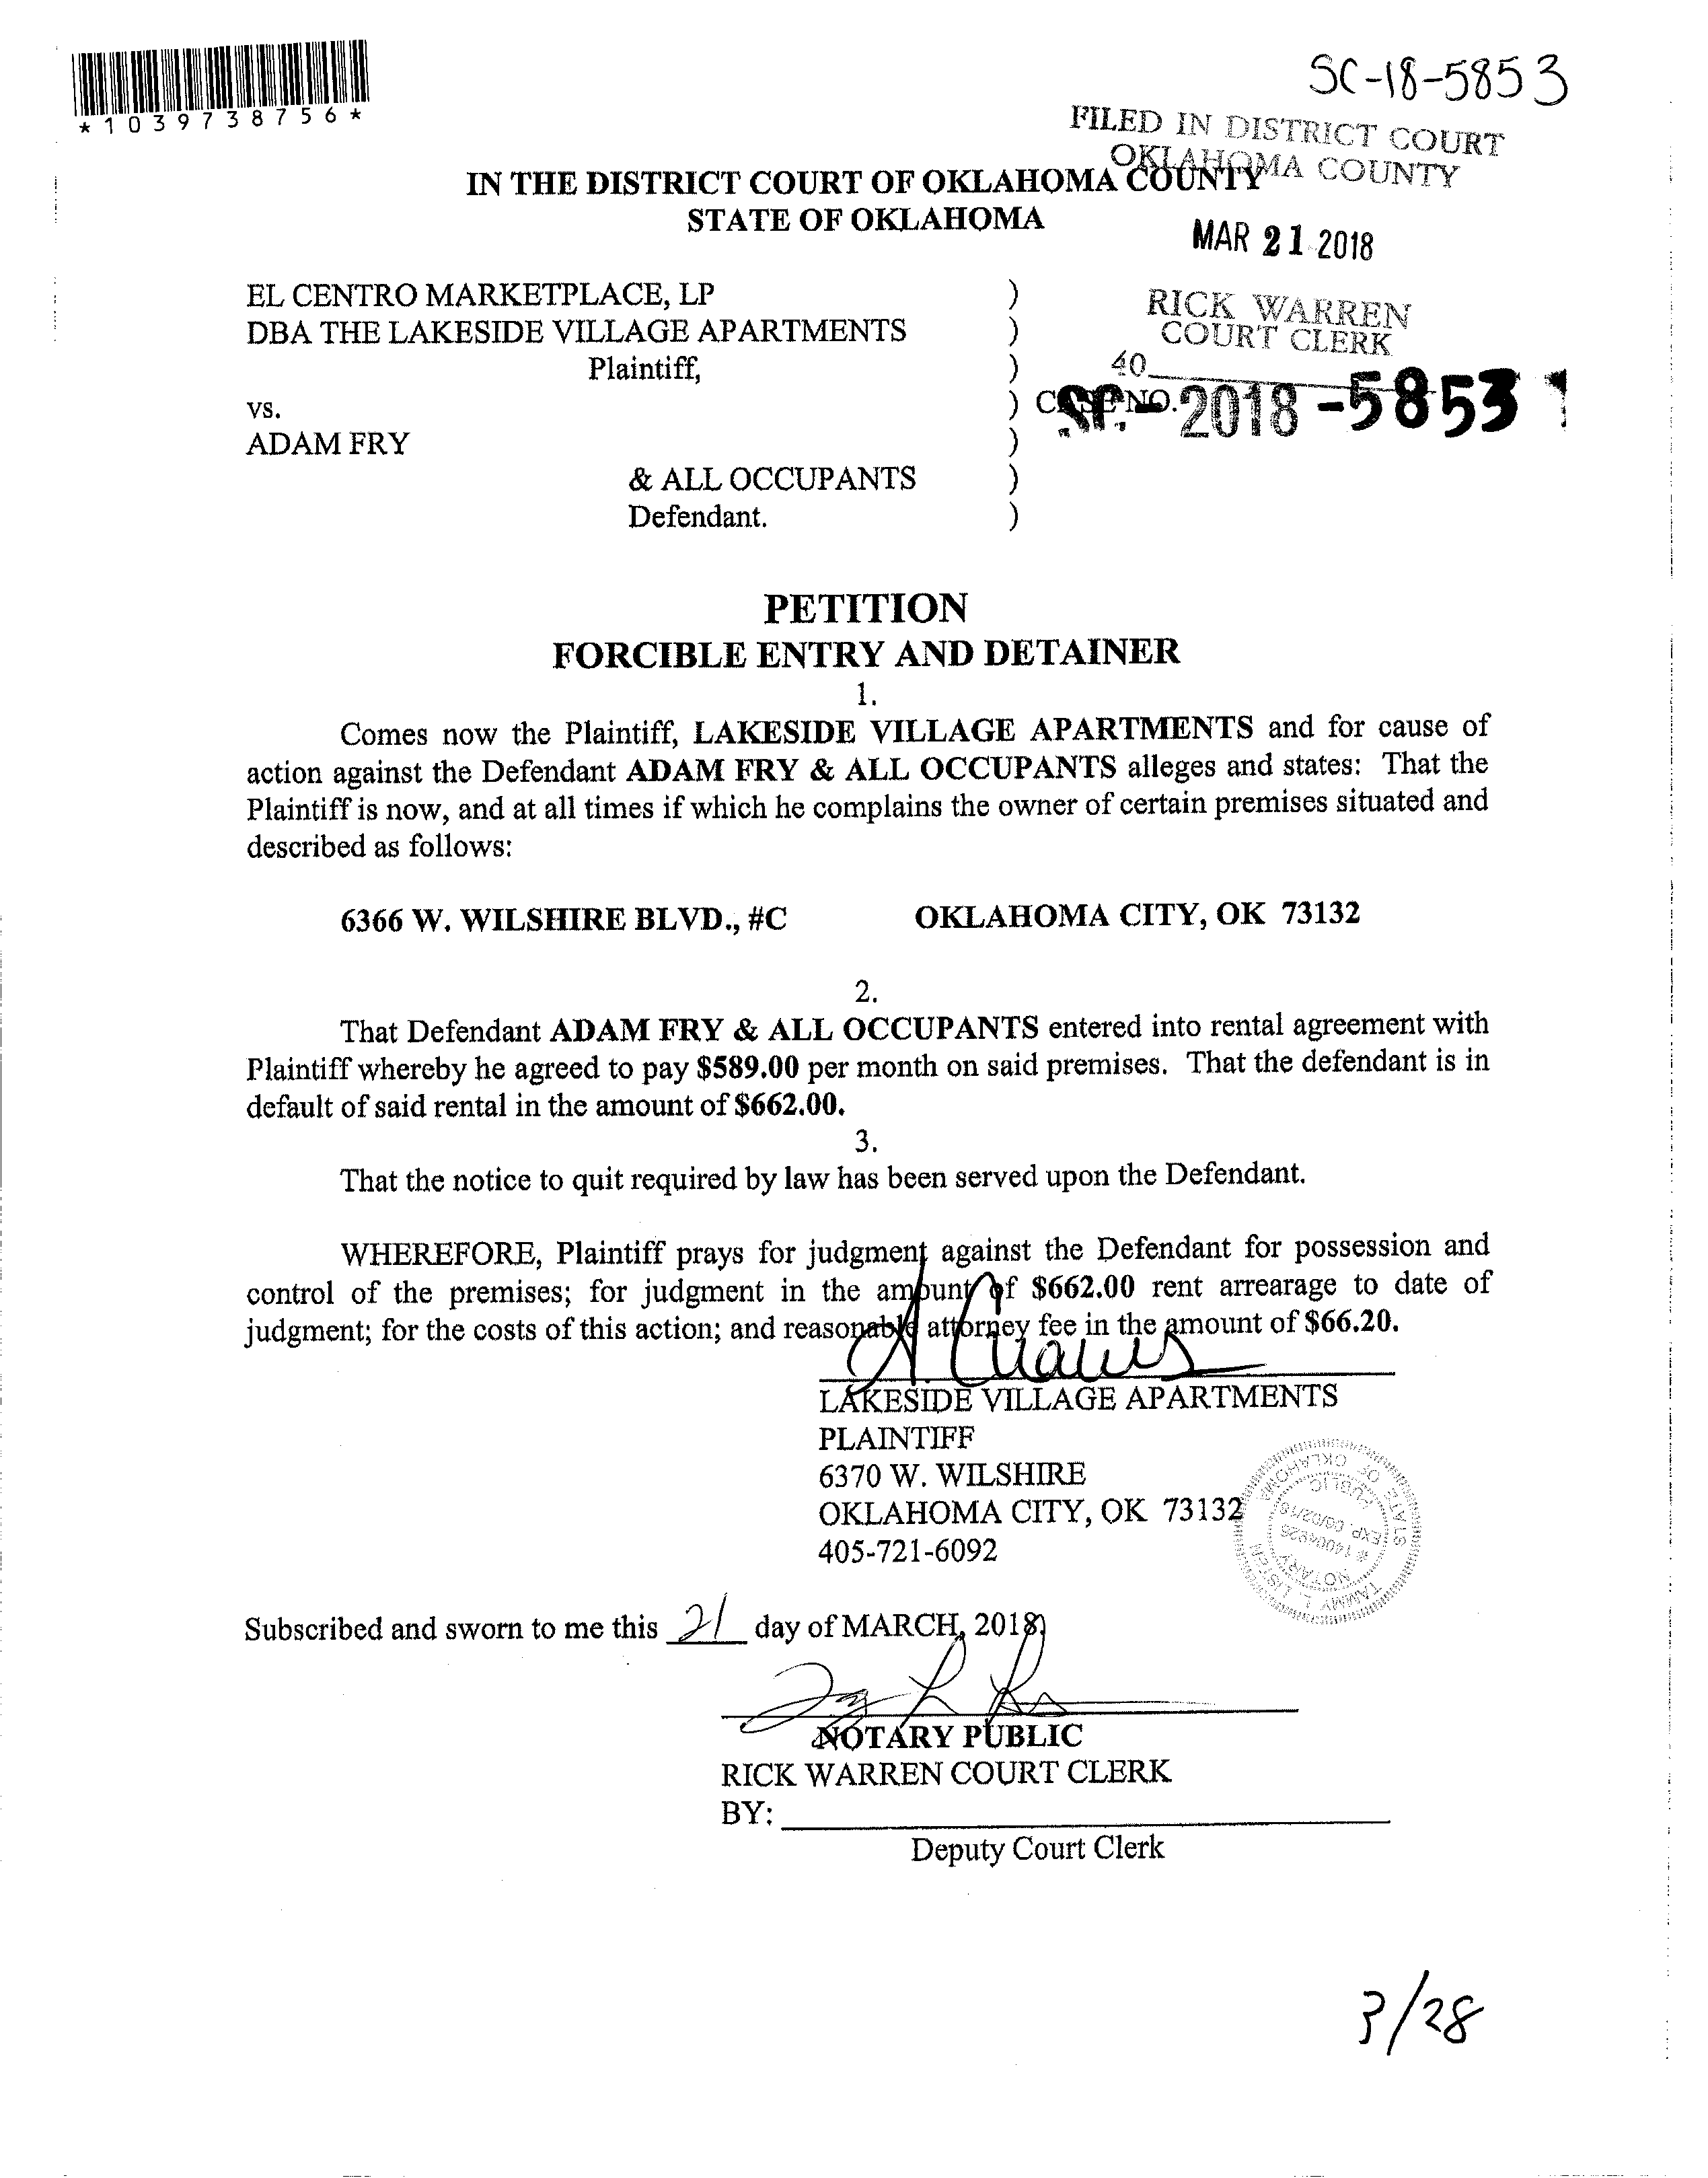 *1039738756*
SC-18-5853
FILED IN DISTRICT COURT
OKLAHOMA COUNTY
IN THE DISTRICT COURT OF OKLAHOMA COUNTY
STATE OF OKLAHOMA
MAR 21 2018
RICK WARREN
COURT CLERK
40
EL CENTRO MARKETPLACE, LP )
DBA THE LAKESIDE VILLAGE APARTMENTS )
Plaintiff, )
vs. ) CASE NO. SC - 2018 - 5853
ADAM FRY )
& ALL OCCUPANTS )
Defendant. )
PETITION
FORCIBLE ENTRY AND DETAINER
1.
Comes now the Plaintiff, LAKESIDE VILLAGE APARTMENTS and for cause of
action against the Defendant ADAM FRY & ALL OCCUPANTS alleges and states: That the
Plaintiff is now, and at all times if which he complains the owner of certain premises situated and
described as follows:
6366 W. WILSHIRE BLVD., #C OKLAHOMA CITY, OK 73132
2.
That Defendant ADAM FRY & ALL OCCUPANTS entered into rental agreement with
Plaintiff whereby he agreed to pay $589.00 per month on said premises. That the defendant is in
default of said rental in the amount of $662.00.
3.
That the notice to quit required by law has been served upon the Defendant.
WHEREFORE, Plaintiff prays for judgment against the Defendant for possession and
control of the premises; for judgment in the amount of $662.00 rent arrearage to date of
judgment; for the costs of this action; and reasonable attorney fee in the amount of $66.20.
LAKESIDE VILLAGE APARTMENTS
PLAINTIFF
6370 W. WILSHIRE
OKLAHOMA CITY, OK 73132
405-721-6092
TAMMY L. LISTEN
STATE OF OKLAHOMA
NOTARY
# 14004926
PUBLIC
Subscribed and sworn to me this 21 day of MARCH, 2018
NOTARY PUBLIC
RICK WARREN COURT CLERK
BY:
Deputy Court Clerk
3/28